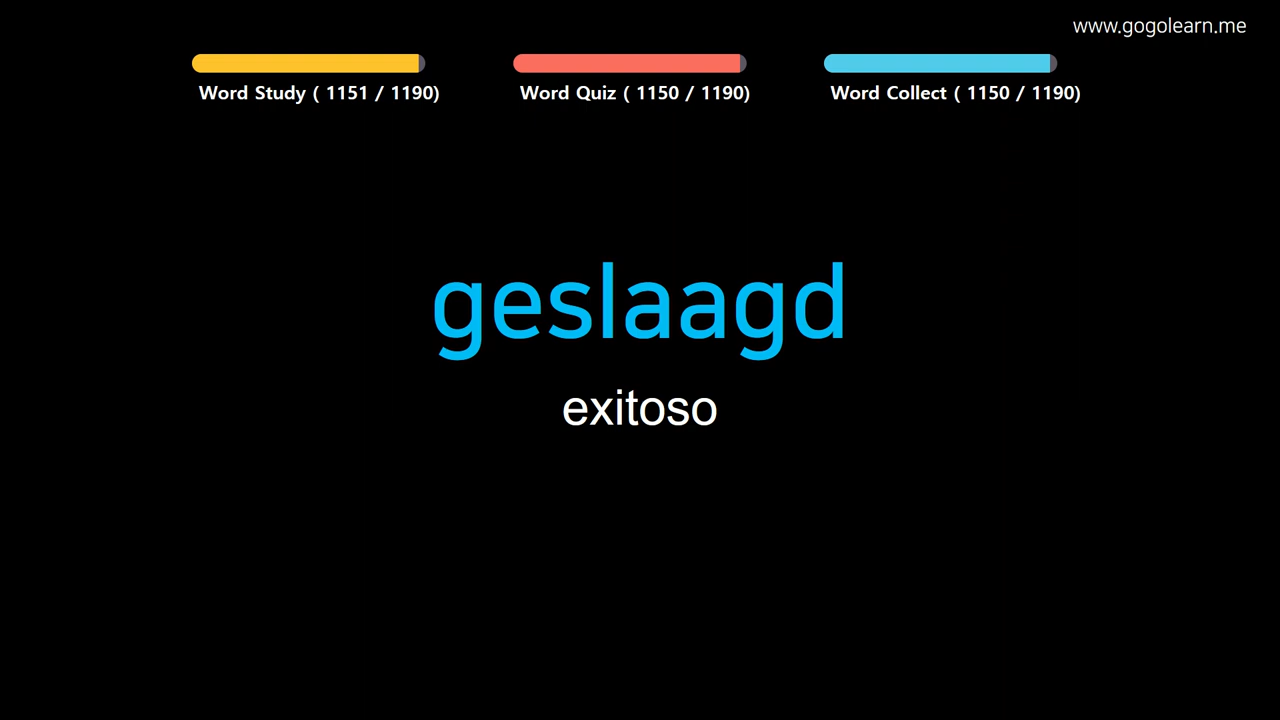 www.gogolearn.me
Word Study ( 1151 / 1190)
Word Quiz ( 1150 / 1190)
Word Collect ( 1150 / 1190)
geslaagd
exitoso